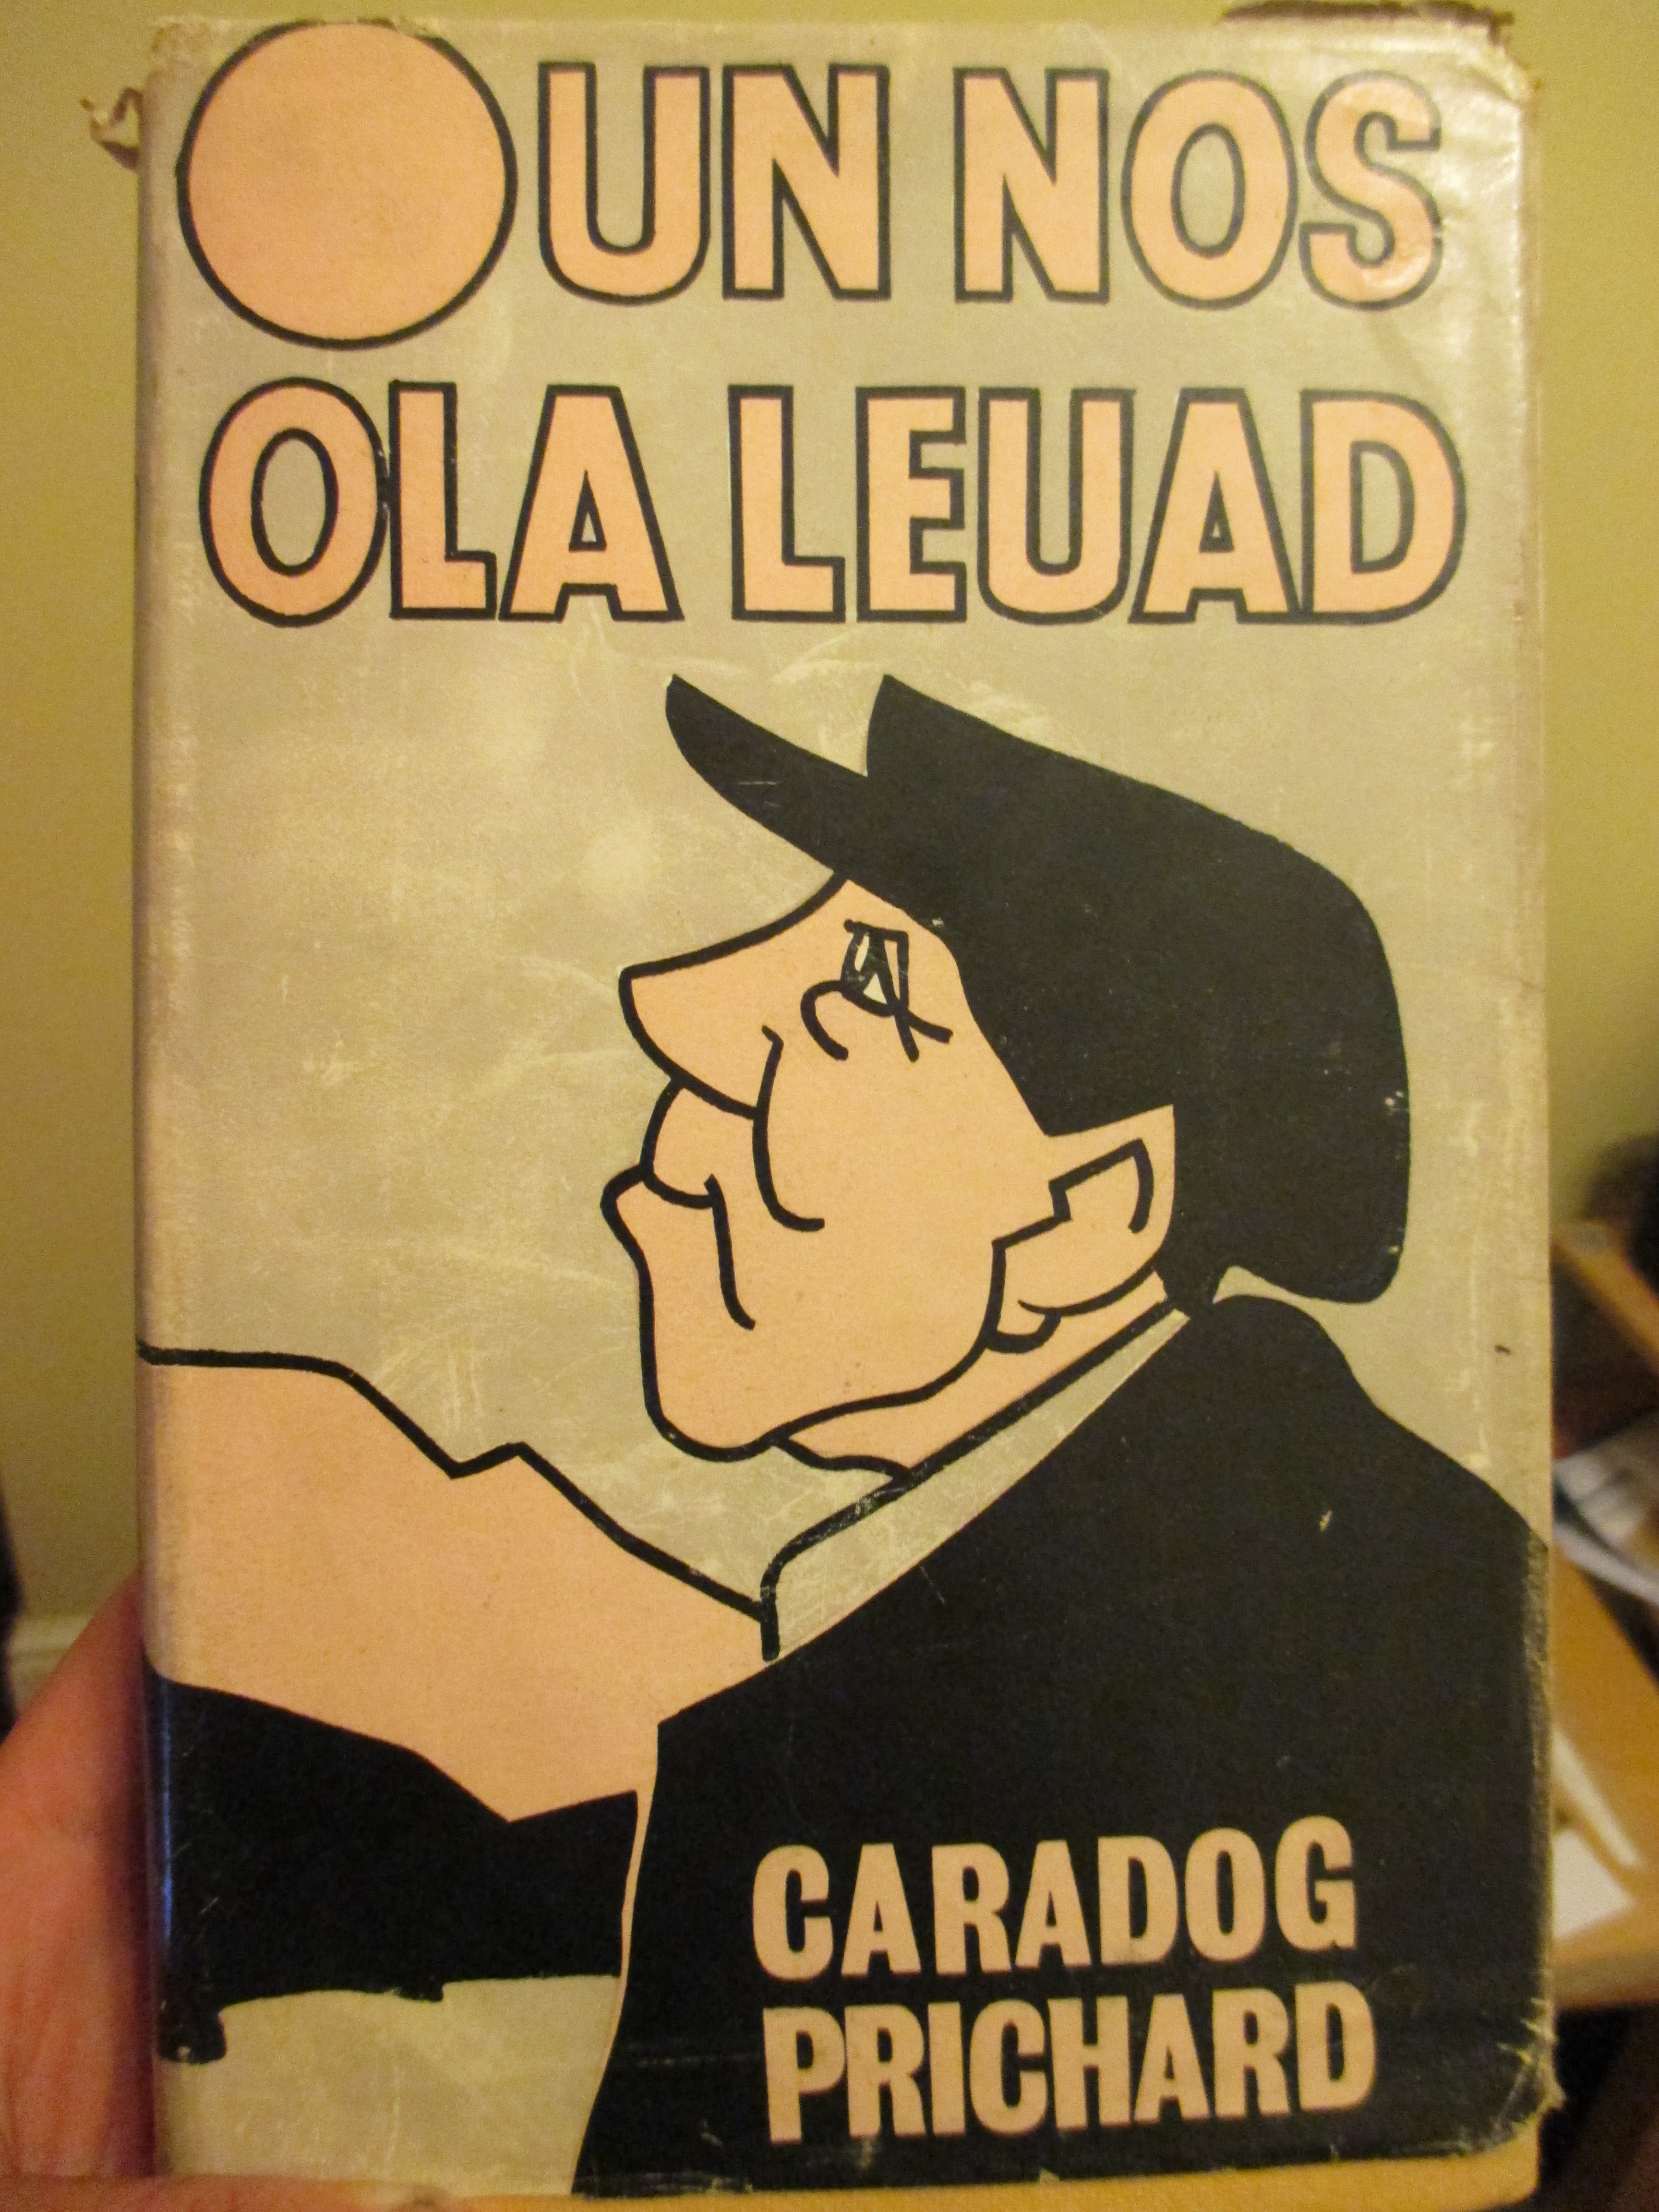 UN NOS
OLA LEUAD
CARADOG
PRICHARD